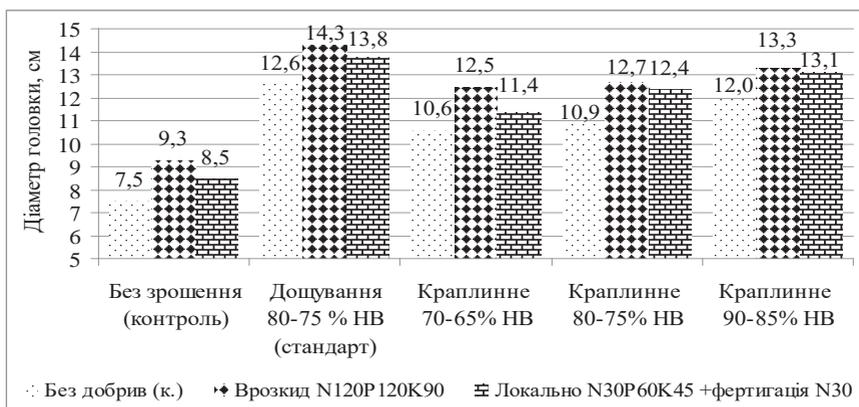 Діаметр головки, см
15
14
13
12
11
10
9
8
7
6
5
7,5
9,3
8,5
12,6
14,3
13,8
10,6
12,5
11,4
10,9
12,7
12,4
12,0
13,3
13,1
Без зрошення
(контроль)
Дощування
80-75 % НВ
(стандарт)
Краплинне
70-65% НВ
Краплинне
80-75% НВ
Краплинне
90-85% НВ
Без добрив (к.)
Врозкид N120P120K90
Локально N30P60K45 +фертигація N30